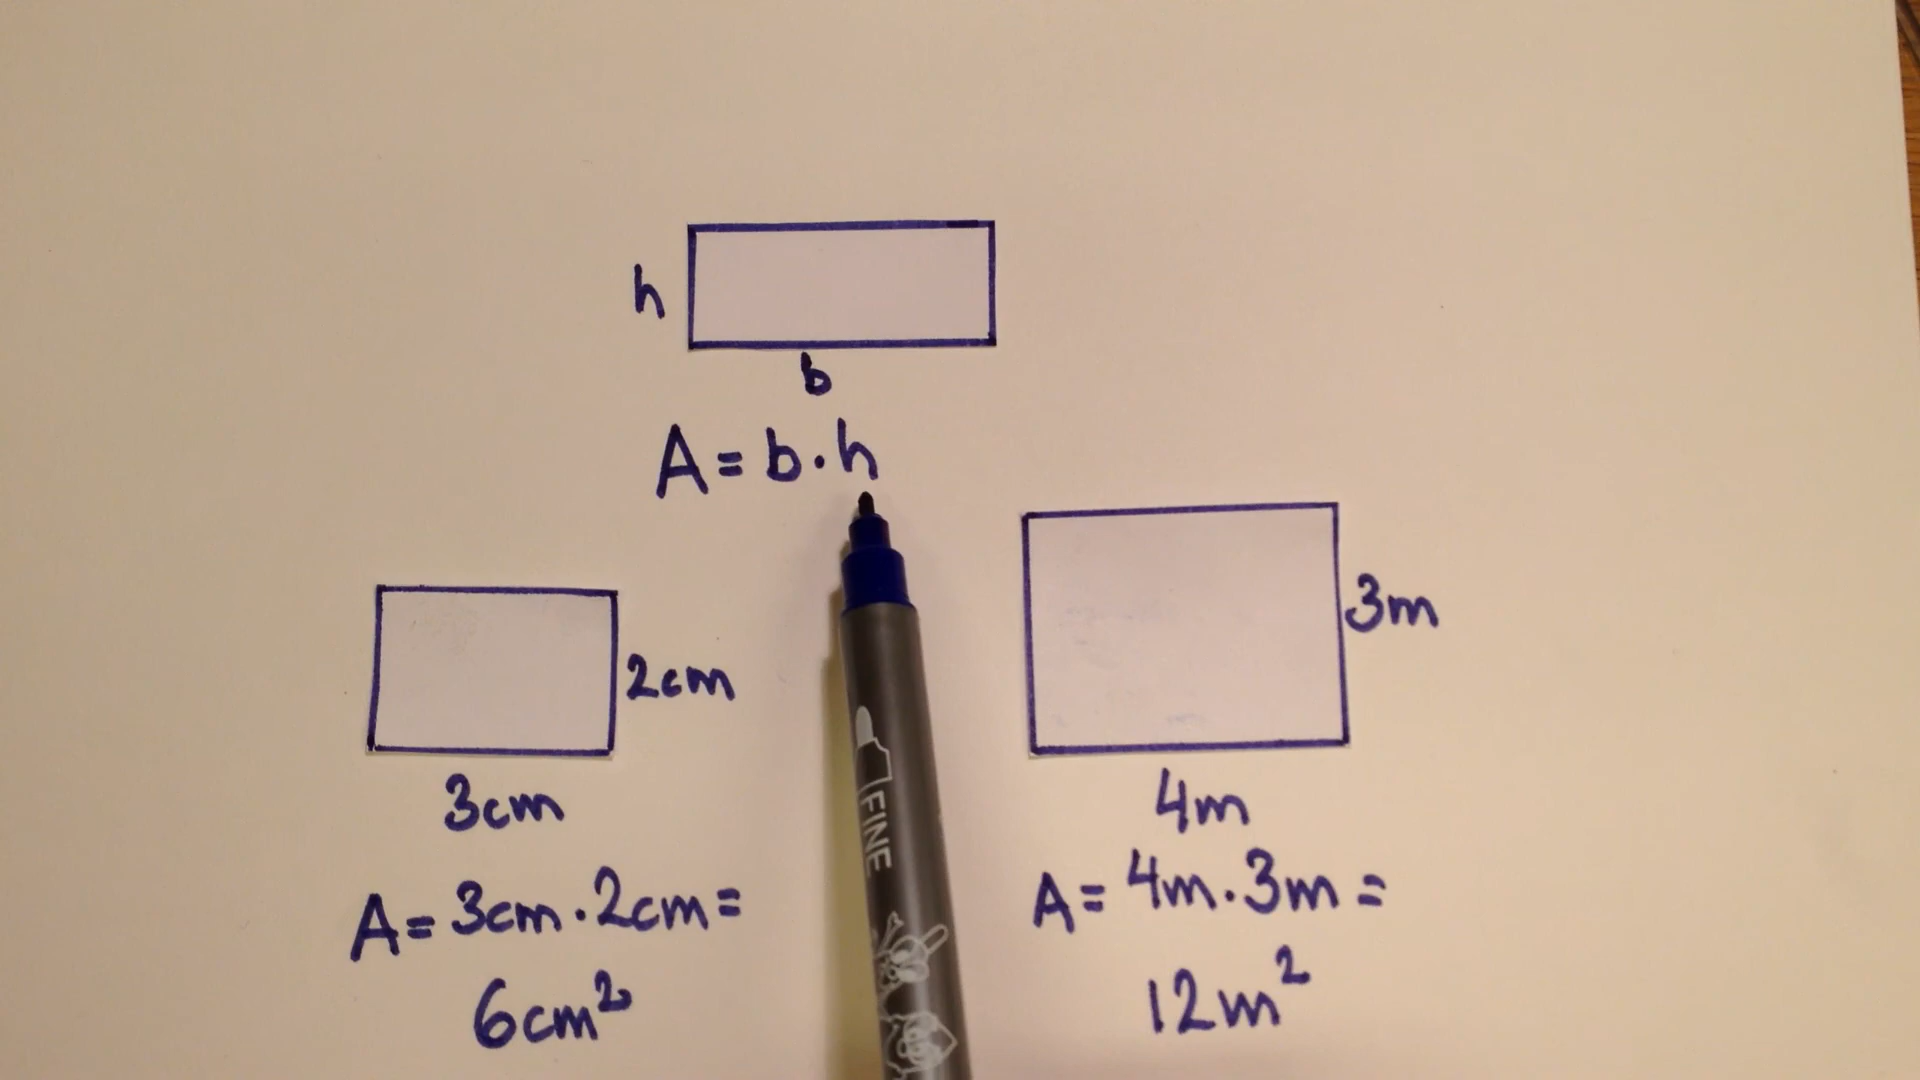 h
b
A = b·h
2cm
3cm
A = 3cm·2cm =
6cm²
3m
4m
A = 4m·3m =
12m²
FINE